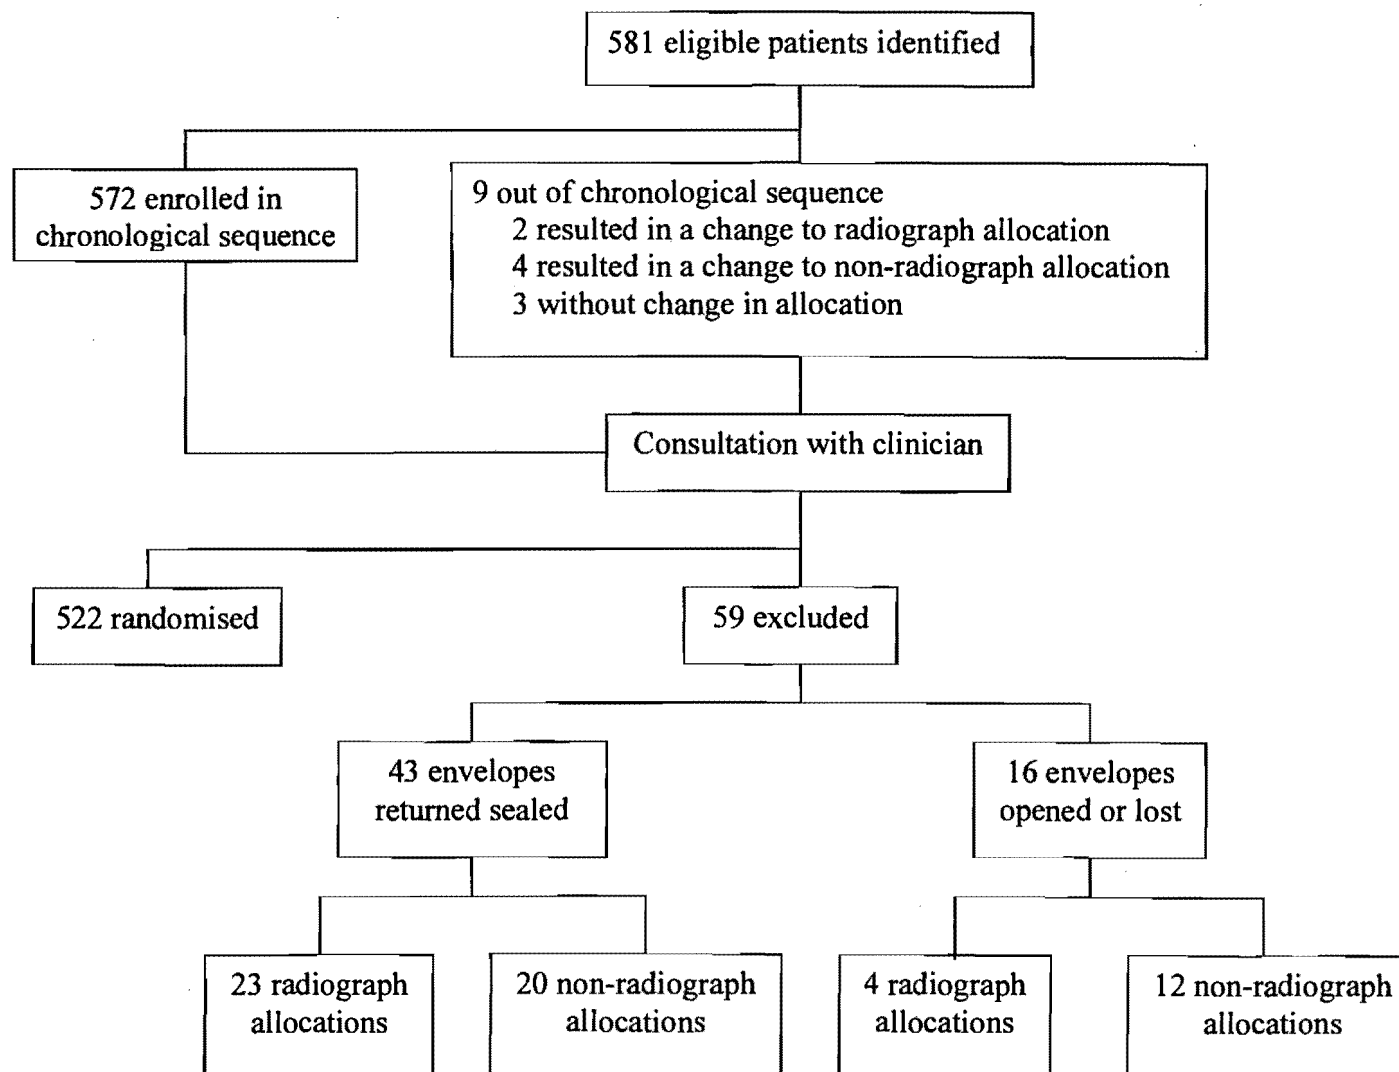 581 eligible patients identified
572 enrolled in
chronological sequence
9 out of chronological sequence
2 resulted in a change to radiograph allocation
4 resulted in a change to non-radiograph allocation
3 without change in allocation
Consultation with clinician
522 randomised
59 excluded
43 envelopes
returned sealed
16 envelopes
opened or lost
23 radiograph
allocations
20 non-radiograph
allocations
4 radiograph
allocations
12 non-radiograph
allocations